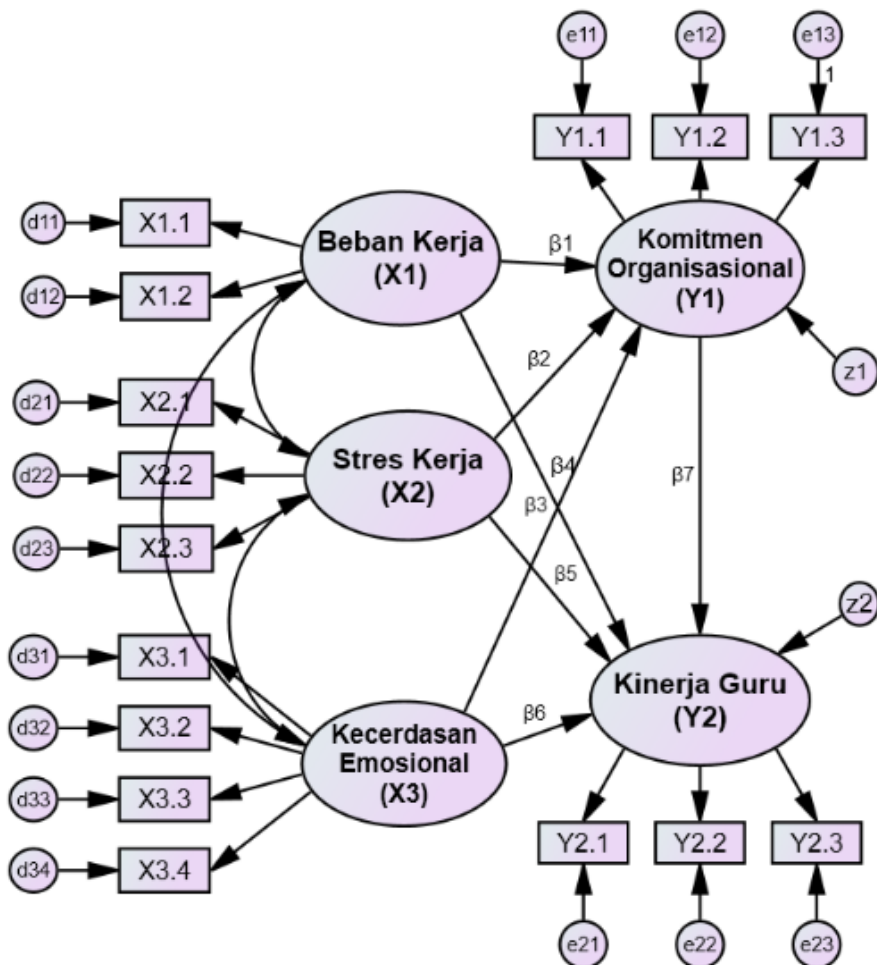 e11
e12
e13
1
Y1.1
Y1.2
Y1.3
d11
X1.1
d12
X1.2
Beban Kerja
(X1)
β1
Komitmen
Organisasional
(Y1)
z1
β2
d21
X2.1
d22
X2.2
d23
X2.3
Stres Kerja
(X2)
β4
β3
β7
β5
z2
d31
X3.1
d32
X3.2
d33
X3.3
d34
X3.4
Kecerdasan
Emosional
(X3)
β6
Kinerja Guru
(Y2)
Y2.1
Y2.2
Y2.3
e21
e22
e23